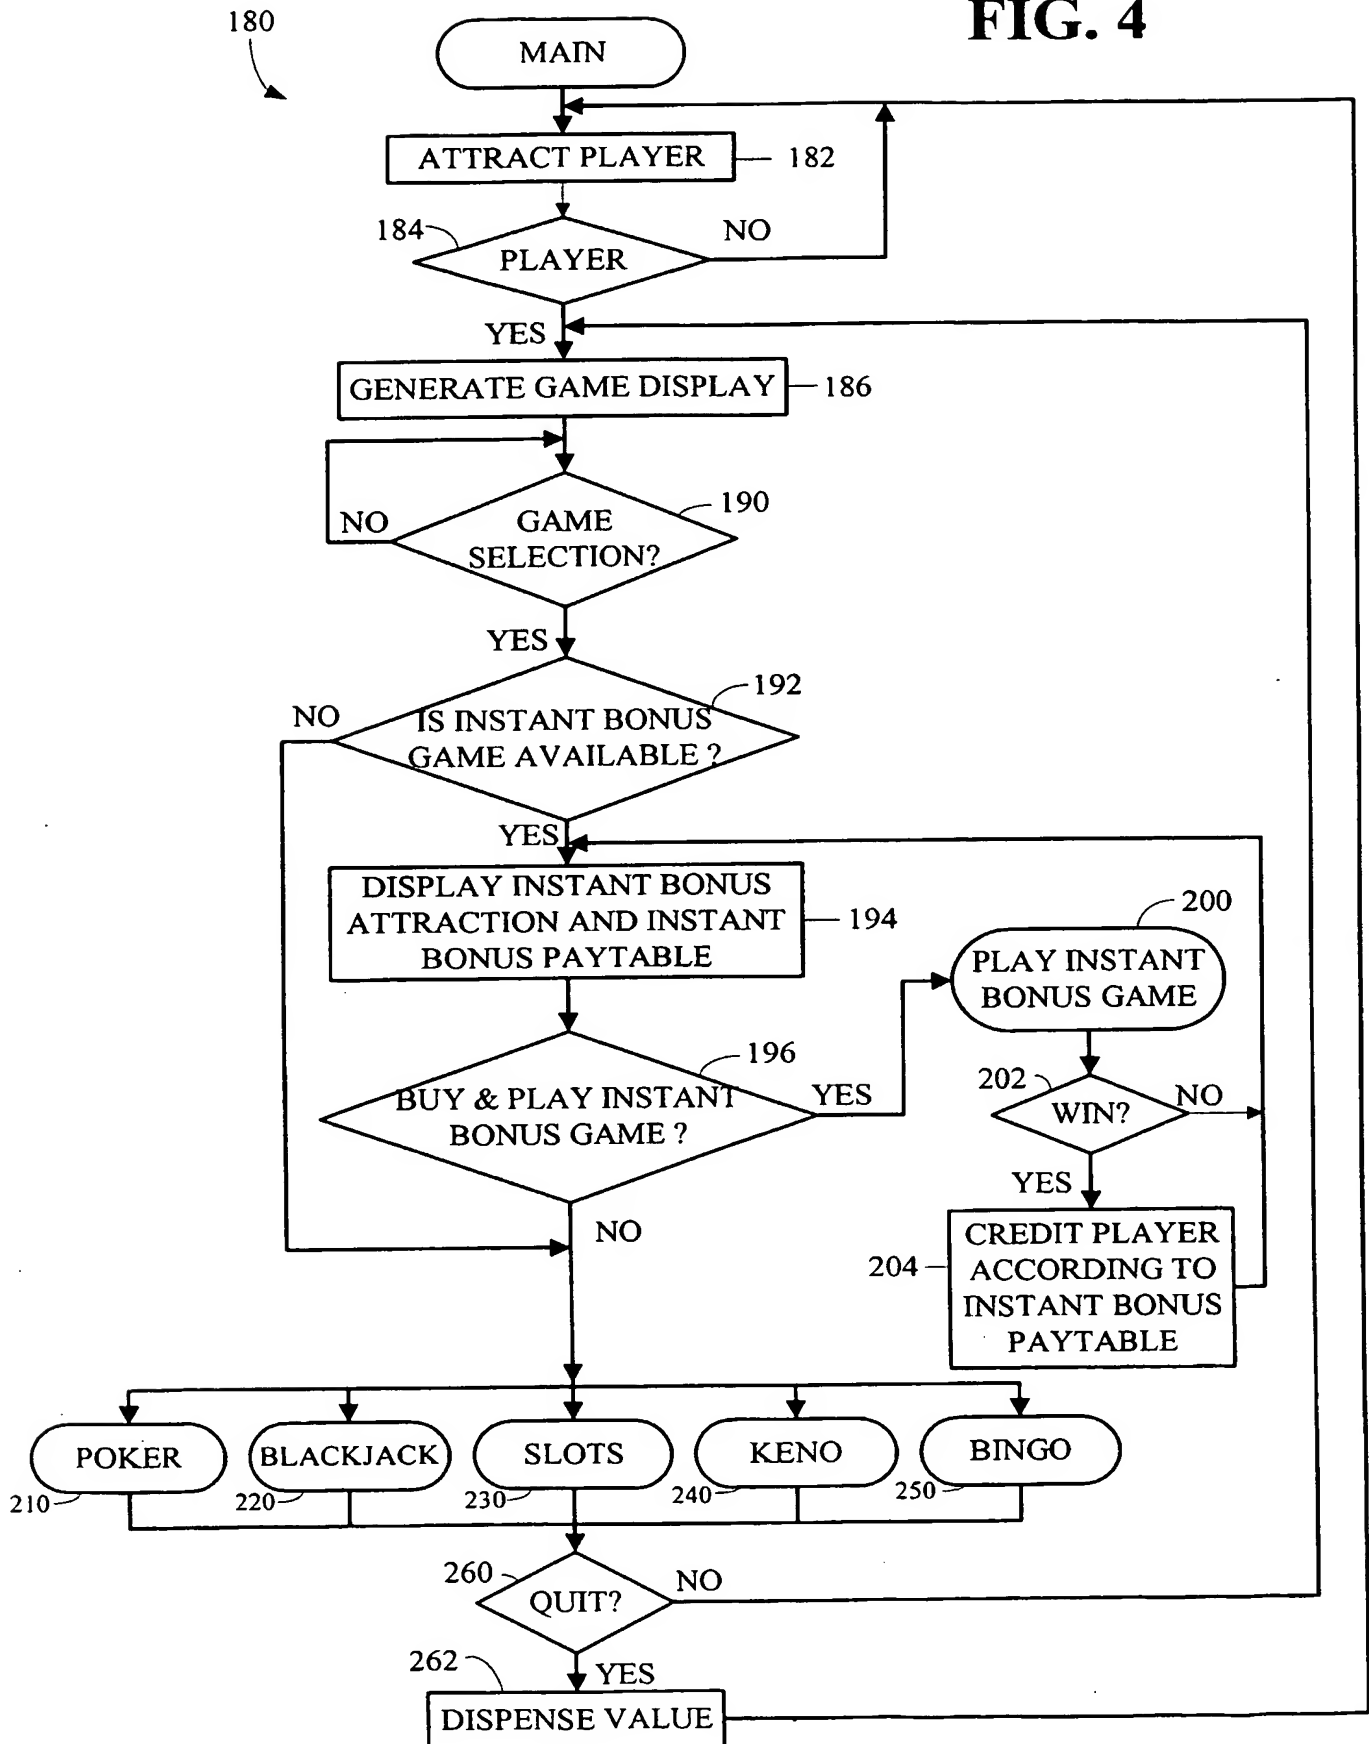 FIG. 4
180
MAIN
ATTRACT PLAYER
182
184
PLAYER
NO
YES
GENERATE GAME DISPLAY
186
GAME
SELECTION?
190
NO
YES
IS INSTANT BONUS
GAME AVAILABLE ?
192
NO
YES
DISPLAY INSTANT BONUS
ATTRACTION AND INSTANT
BONUS PAYTABLE
194
BUY & PLAY INSTANT
BONUS GAME ?
196
YES
NO
200
PLAY INSTANT
BONUS GAME
202
WIN?
NO
YES
204
CREDIT PLAYER
ACCORDING TO
INSTANT BONUS
PAYTABLE
POKER
BLACKJACK
SLOTS
KENO
BINGO
210
220
230
240
250
260
QUIT?
NO
YES
262
DISPENSE VALUE